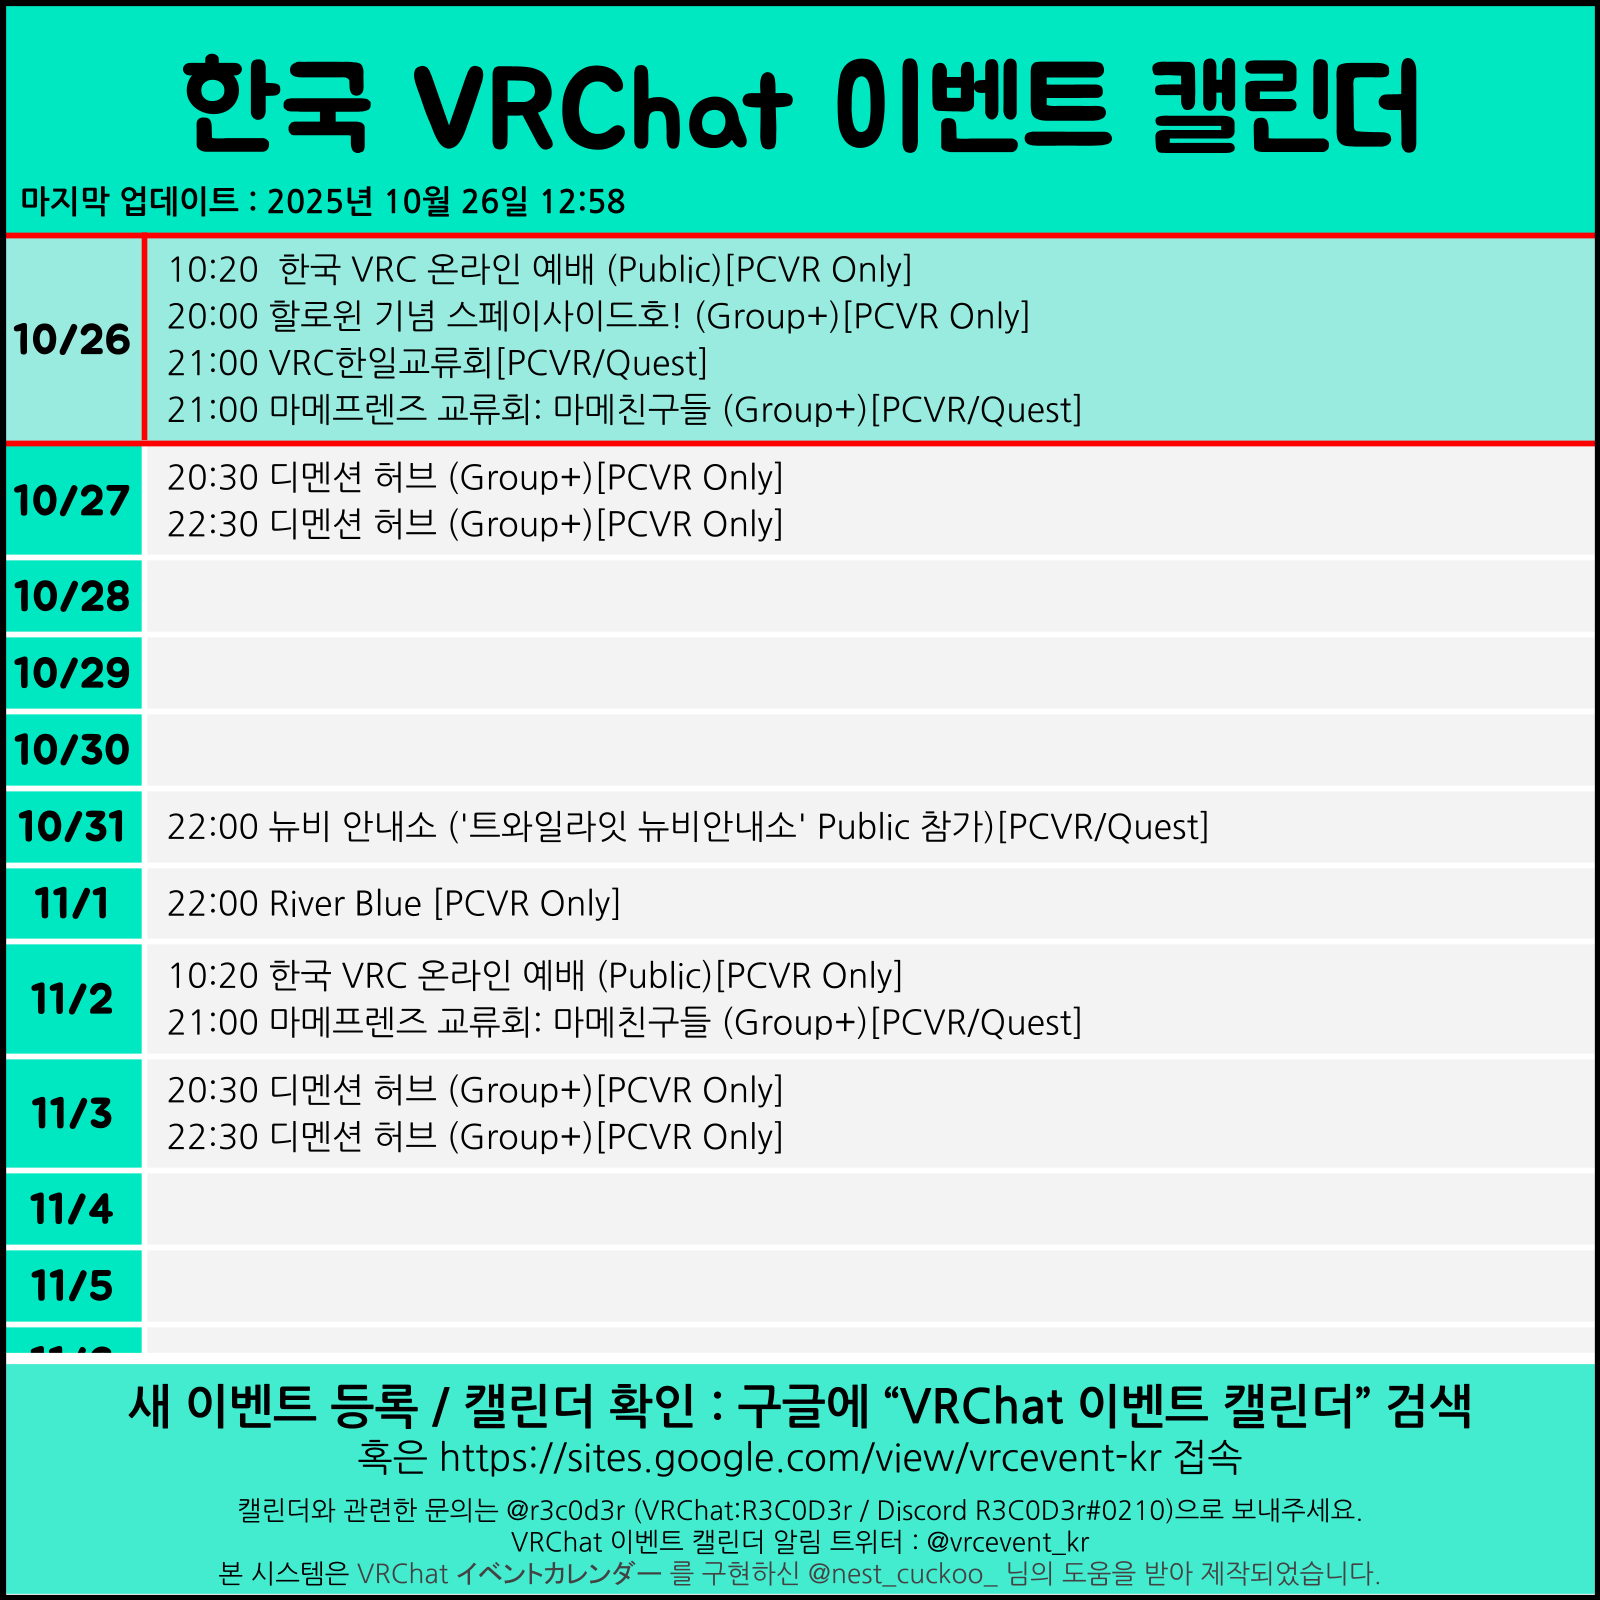 한국 VRChat 이벤트 캘린더
마지막 업데이트 : 2025년 10월 26일 12:58
10/26
10:20  한국 VRC 온라인 예배 (Public)[PCVR Only]
20:00 할로윈 기념 스페이사이드호! (Group+)[PCVR Only]
21:00 VRC한일교류회[PCVR/Quest]
21:00 마메프렌즈 교류회: 마메친구들 (Group+)[PCVR/Quest]
10/27
20:30 디멘션 허브 (Group+)[PCVR Only]
22:30 디멘션 허브 (Group+)[PCVR Only]
10/28
10/29
10/30
10/31
22:00 뉴비 안내소 ('트와일라잇 뉴비안내소' Public 참가)[PCVR/Quest]
11/1
22:00 River Blue [PCVR Only]
11/2
10:20 한국 VRC 온라인 예배 (Public)[PCVR Only]
21:00 마메프렌즈 교류회: 마메친구들 (Group+)[PCVR/Quest]
11/3
20:30 디멘션 허브 (Group+)[PCVR Only]
22:30 디멘션 허브 (Group+)[PCVR Only]
11/4
11/5
새 이벤트 등록 / 캘린더 확인 : 구글에 “VRChat 이벤트 캘린더” 검색
혹은 https://sites.google.com/view/vrcevent-kr 접속
캘린더와 관련한 문의는 @r3c0d3r (VRChat:R3C0D3r / Discord R3C0D3r#0210)으로 보내주세요.
VRChat 이벤트 캘린더 알림 트위터 : @vrcevent_kr
본 시스템은 VRChat イベントカレンダー 를 구현하신 @nest_cuckoo_ 님의 도움을 받아 제작되었습니다.